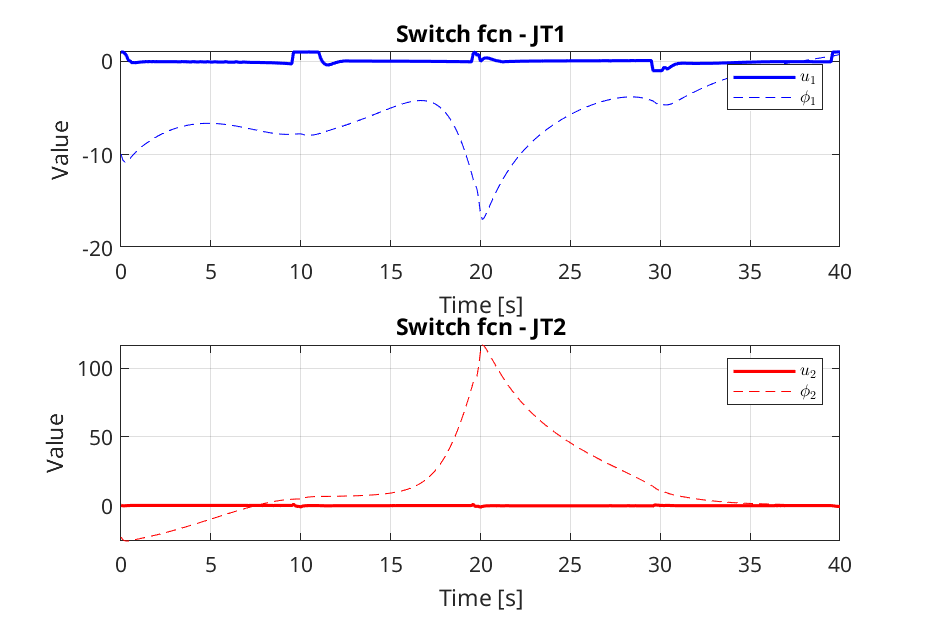 Switch fcn - JT1
0
-10
-20
Value
u₁
ϕ₁
0 5 10 15 20 25 30 35 40
Time [s]
Switch fcn - JT2
100
50
0
Value
u₂
ϕ₂
0 5 10 15 20 25 30 35 40
Time [s]